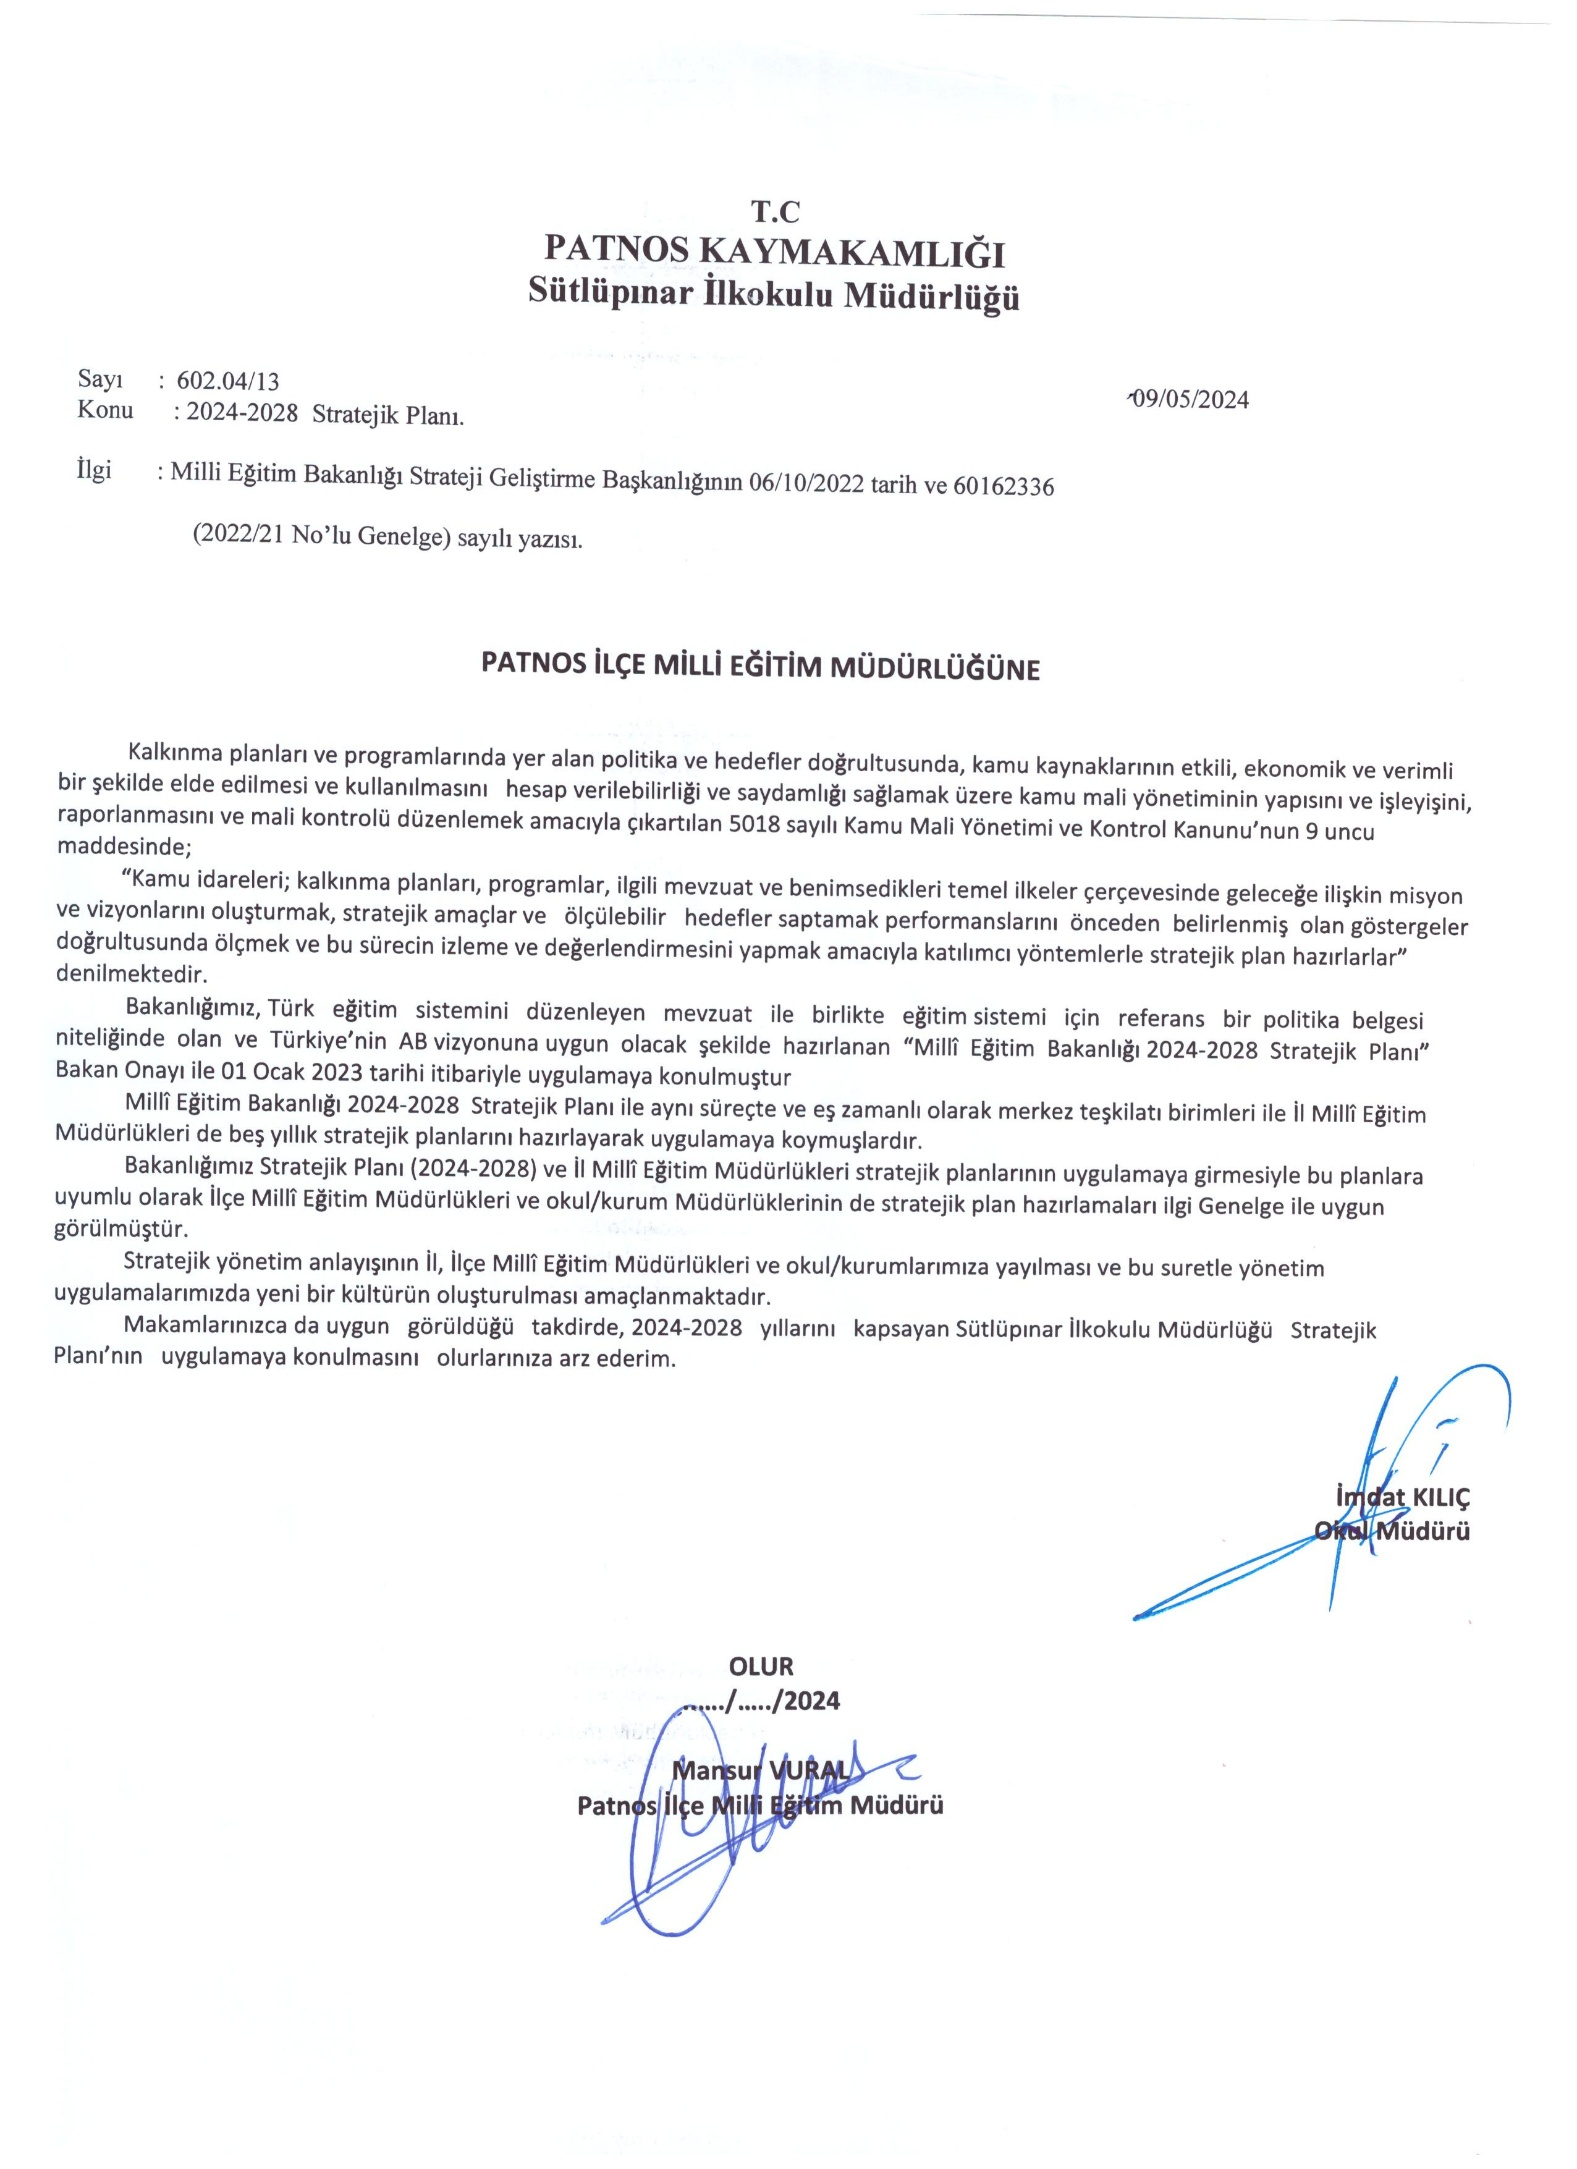 T.C
PATNOS KAYMAKAMLIĞI
Sütlüpınar İlkokulu Müdürlüğü
Sayı : 602.04/13
09/05/2024
Konu : 2024-2028 Stratejik Planı.
İlgi : Milli Eğitim Bakanlığı Strateji Geliştirme Başkanlığının 06/10/2022 tarih ve 60162336
(2022/21 No’lu Genelge) sayılı yazısı.
PATNOS İLÇE MİLLİ EĞİTİM MÜDÜRLÜĞÜNE
Kalkınma planları ve programlarında yer alan politika ve hedefler doğrultusunda, kamu kaynaklarının etkili, ekonomik ve verimli
bir şekilde elde edilmesi ve kullanılmasını hesap verilebilirliği ve saydamlığı sağlamak üzere kamu mali yönetiminin yapısını ve işleyişini,
raporlanmasını ve mali kontrolü düzenlemek amacıyla çıkartılan 5018 sayılı Kamu Mali Yönetimi ve Kontrol Kanunu’nun 9 uncu
maddesinde;
“Kamu idareleri; kalkınma planları, programlar, ilgili mevzuat ve benimsedikleri temel ilkeler çerçevesinde geleceğe ilişkin misyon
ve vizyonlarını oluşturmak, stratejik amaçlar ve ölçülebilir hedefler saptamak performanslarını önceden belirlenmiş olan göstergeler
doğrultusunda ölçmek ve bu sürecin izleme ve değerlendirmesini yapmak amacıyla katılımcı yöntemlerle stratejik plan hazırlarlar”
denilmektedir.
Bakanlığımız, Türk eğitim sistemini düzenleyen mevzuat ile birlikte eğitim sistemi için referans bir politika belgesi
niteliğinde olan ve Türkiye’nin AB vizyonuna uygun olacak şekilde hazırlanan “Millî Eğitim Bakanlığı 2024-2028 Stratejik Planı”
Bakan Onayı ile 01 Ocak 2023 tarihi itibariyle uygulamaya konulmuştur
Millî Eğitim Bakanlığı 2024-2028 Stratejik Planı ile aynı süreçte ve eş zamanlı olarak merkez teşkilatı birimleri ile İl Millî Eğitim
Müdürlükleri de beş yıllık stratejik planlarını hazırlayarak uygulamaya koymuşlardır.
Bakanlığımız Stratejik Planı (2024-2028) ve İl Millî Eğitim Müdürlükleri stratejik planlarının uygulamaya girmesiyle bu planlara
uyumlu olarak İlçe Millî Eğitim Müdürlükleri ve okul/kurum Müdürlüklerinin de stratejik plan hazırlamaları ilgi Genelge ile uygun
görülmüştür.
Stratejik yönetim anlayışının İl, İlçe Millî Eğitim Müdürlükleri ve okul/kurumlarımıza yayılması ve bu suretle yönetim
uygulamalarımızda yeni bir kültürün oluşturulması amaçlanmaktadır.
Makamlarınızca da uygun görüldüğü takdirde, 2024-2028 yıllarını kapsayan Sütlüpınar İlkokulu Müdürlüğü Stratejik
Planı’nın uygulamaya konulmasını olurlarınıza arz ederim.
İmdat KILIÇ
Okul Müdürü
OLUR
....../...../2024
Mansur VURAL
Patnos İlçe Milli Eğitim Müdürü